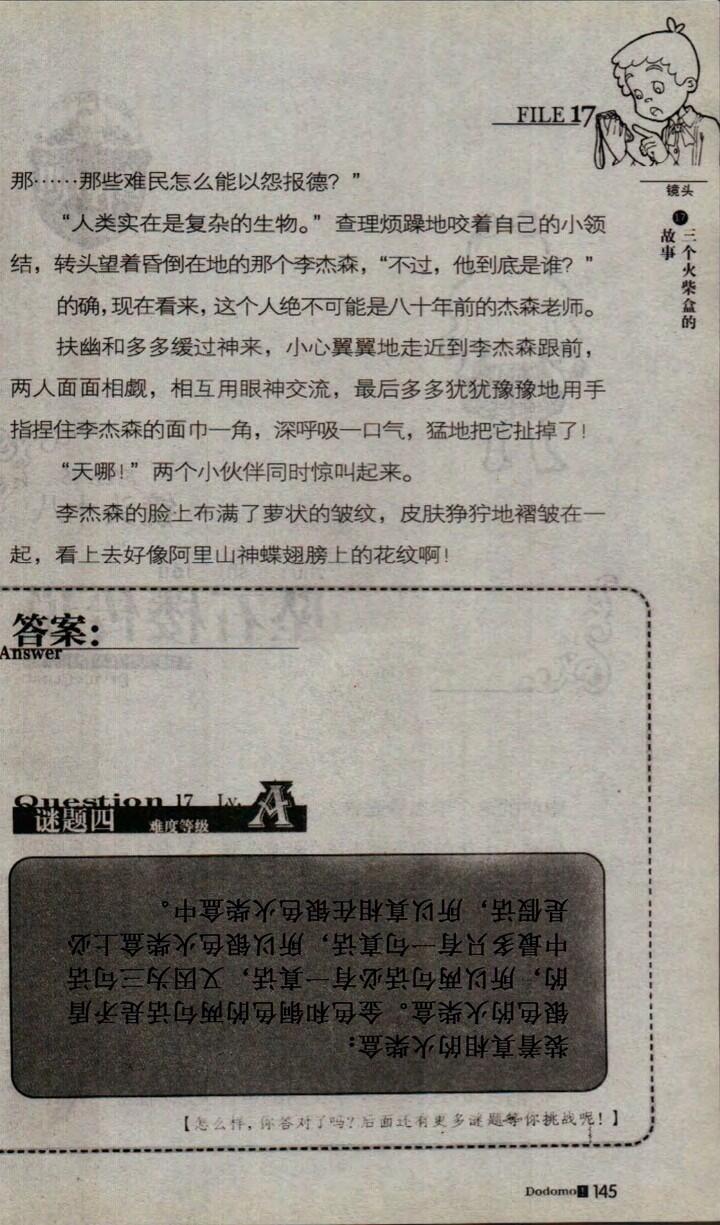 FILE 17
镜头
⓱
三个火柴盒的
故事
那……那些难民怎么能以怨报德？”
“人类实在是复杂的生物。”查理烦躁地咬着自己的小领
结，转头望着昏倒在地的那个李杰森，“不过，他到底是谁？”
的确，现在看来，这个人绝不可能是八十年前的杰森老师。
扶幽和多多缓过神来，小心翼翼地走近到李杰森跟前，
两人面面相觑，相互用眼神交流，最后多多犹犹豫豫地用手
指捏住李杰森的面巾一角，深呼吸一口气，猛地把它扯掉了！
“天哪！”两个小伙伴同时惊叫起来。
李杰森的脸上布满了萝状的皱纹，皮肤狰狞地褶皱在一
起，看上去好像阿里山神蝶翅膀上的花纹啊！
答案：
Answer
Question 17 Lv. A
谜题四 难度等级
装着真相的火柴盒：
银色的火柴盒。金色和铜色的两句话是矛盾
的，所以两句话必有一真话，又因为三句话
中最多只有一句真话，所以银色火柴盒上必
是假话，所以真相在银色火柴盒中。
【怎么样，你答对了吗？后面还有更多谜题等你挑战呢！】
Dodomo! 145